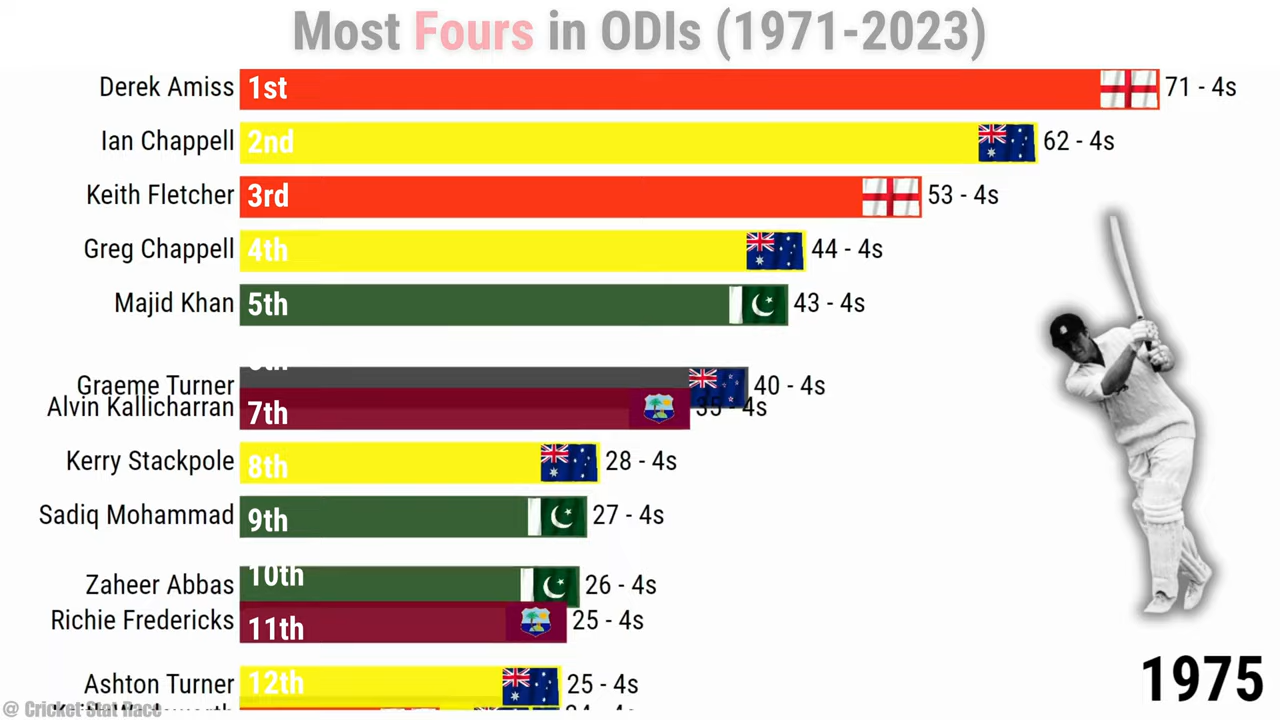 Most Fours in ODIs (1971-2023)
Derek Amiss 1st 71 - 4s
Ian Chappell 2nd 62 - 4s
Keith Fletcher 3rd 53 - 4s
Greg Chappell 4th 44 - 4s
Majid Khan 5th 43 - 4s
Graeme Turner 40 - 4s
Alvin Kallicharran 7th 35 - 4s
Kerry Stackpole 8th 28 - 4s
Sadiq Mohammad 9th 27 - 4s
Zaheer Abbas 10th 26 - 4s
Richie Fredericks 11th 25 - 4s
Ashton Turner 12th 25 - 4s
1975
@ Cricket Stat Race